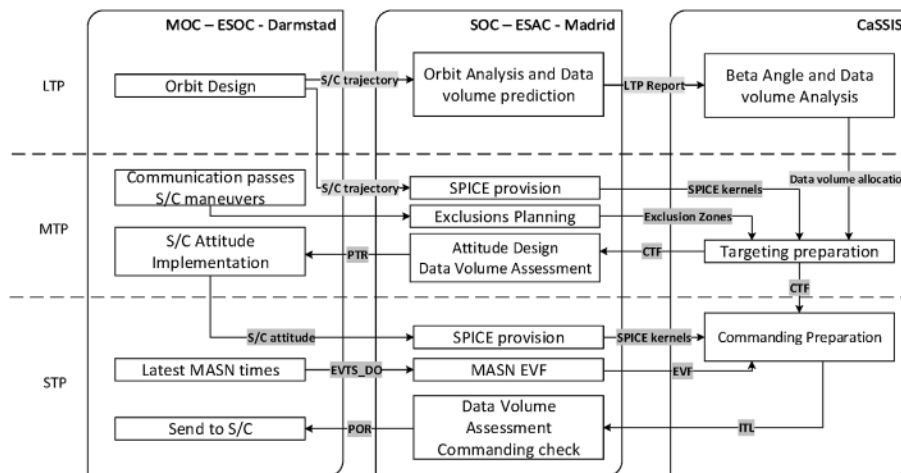 MOC – ESOC - Darmstad
SOC – ESAC - Madrid
CaSSIS
LTP
Orbit Design
S/C trajectory
Orbit Analysis and Data
volume prediction
LTP Report
Beta Angle and Data
volume Analysis
MTP
Communication passes
S/C maneuvers
S/C trajectory
SPICE provision
SPICE kernels
Data volume allocation
Exclusions Planning
Exclusion Zones
S/C Attitude
Implementation
PTR
Attitude Design
Data Volume Assessment
CTF
Targeting preparation
CTF
STP
S/C attitude
SPICE provision
SPICE kernels
Commanding Preparation
Latest MASN times
EVTS_DO
MASN EVF
EVF
Send to S/C
POR
Data Volume
Assessment
Commanding check
ITL